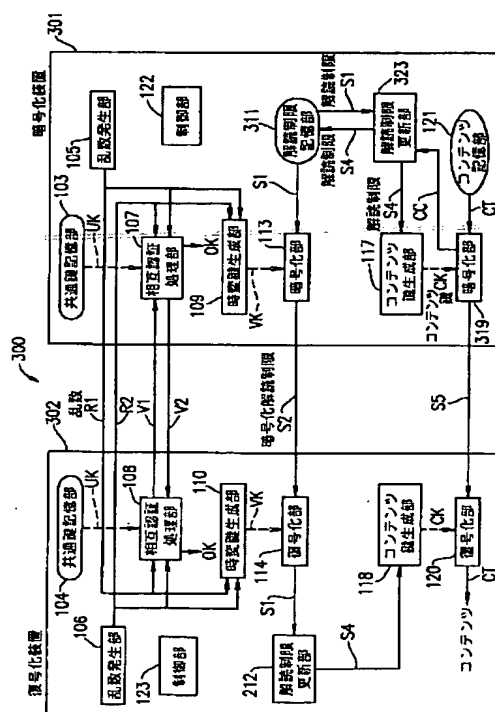 300
復号化装置
302
暗号化装置
301
104
共通鍵記憶部
UK
106
乱数発生部
乱数
R1
R2
103
共通鍵記憶部
UK
105
乱数発生部
123
制御部
122
制御部
108
相互認証
処理部
V1
V2
107
相互認証
処理部
OK
OK
110
時変鍵生成部
VK
109
時変鍵生成部
VK
114
復号化部
暗号化解読制限
S2
113
暗号化部
S1
311
解読制限
記憶部
解読制限
S1
解読制限
S4
323
解読制限
更新部
S1
212
解読制限
更新部
S4
S4
解読制限
CC
118
コンテンツ
鍵生成部
CK
117
コンテンツ
鍵生成部
コンテンツ
鍵
CK
121
コンテンツ
記憶部
CT
120
復号化部
CT
コンテンツ
S5
暗号化部
319